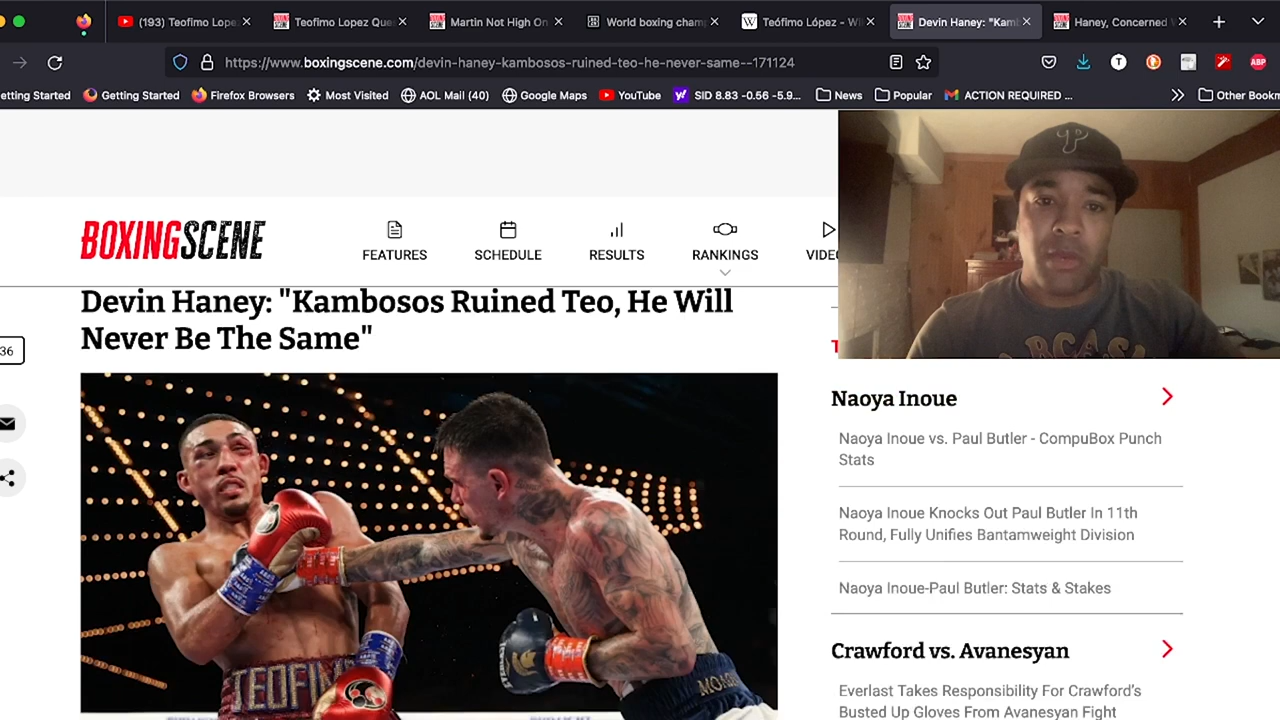 (193) Teofimo Lope
Teofimo Lopez Que
Martin Not High On
World boxing cham
Teófimo López - Wi
Devin Haney: "Kam
Haney, Concerned
https://www.boxingscene.com/devin-haney-kambosos-ruined-teo-he-never-same--171124
T
ABP
etting Started
Getting Started
Firefox Browsers
Most Visited
AOL Mail (40)
Google Maps
YouTube
SID 8.83 -0.56 -5.9...
News
Popular
ACTION REQUIRED ...
Other Bookm
BOXINGSCENE
FEATURES
SCHEDULE
RESULTS
RANKINGS
VIDEO
Devin Haney: "Kambosos Ruined Teo, He Will
Never Be The Same"
36
TEOFIM
Naoya Inoue
Naoya Inoue vs. Paul Butler - CompuBox Punch
Stats
Naoya Inoue Knocks Out Paul Butler In 11th
Round, Fully Unifies Bantamweight Division
Naoya Inoue-Paul Butler: Stats & Stakes
Crawford vs. Avanesyan
Everlast Takes Responsibility For Crawford's
Busted Up Gloves From Avanesyan Fight